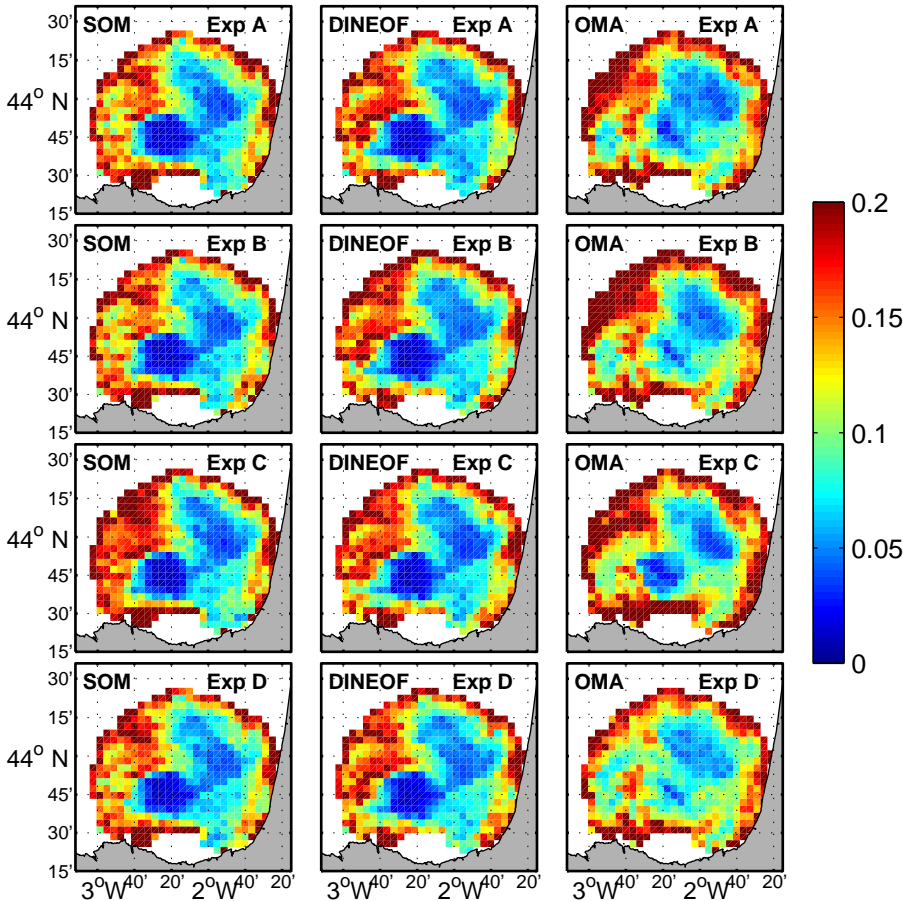 SOM Exp A
DINEOF Exp A
OMA Exp A
30'
15'
44° N
45'
30'
15'
SOM Exp B
DINEOF Exp B
OMA Exp B
30'
15'
44° N
45'
30'
15'
SOM Exp C
DINEOF Exp C
OMA Exp C
30'
15'
44° N
45'
30'
15'
SOM Exp D
DINEOF Exp D
OMA Exp D
30'
15'
44° N
45'
30'
15'
3°W 40' 20' 2°W 40' 20'
3°W 40' 20' 2°W 40' 20'
3°W 40' 20' 2°W 40' 20'
0.2
0.15
0.1
0.05
0